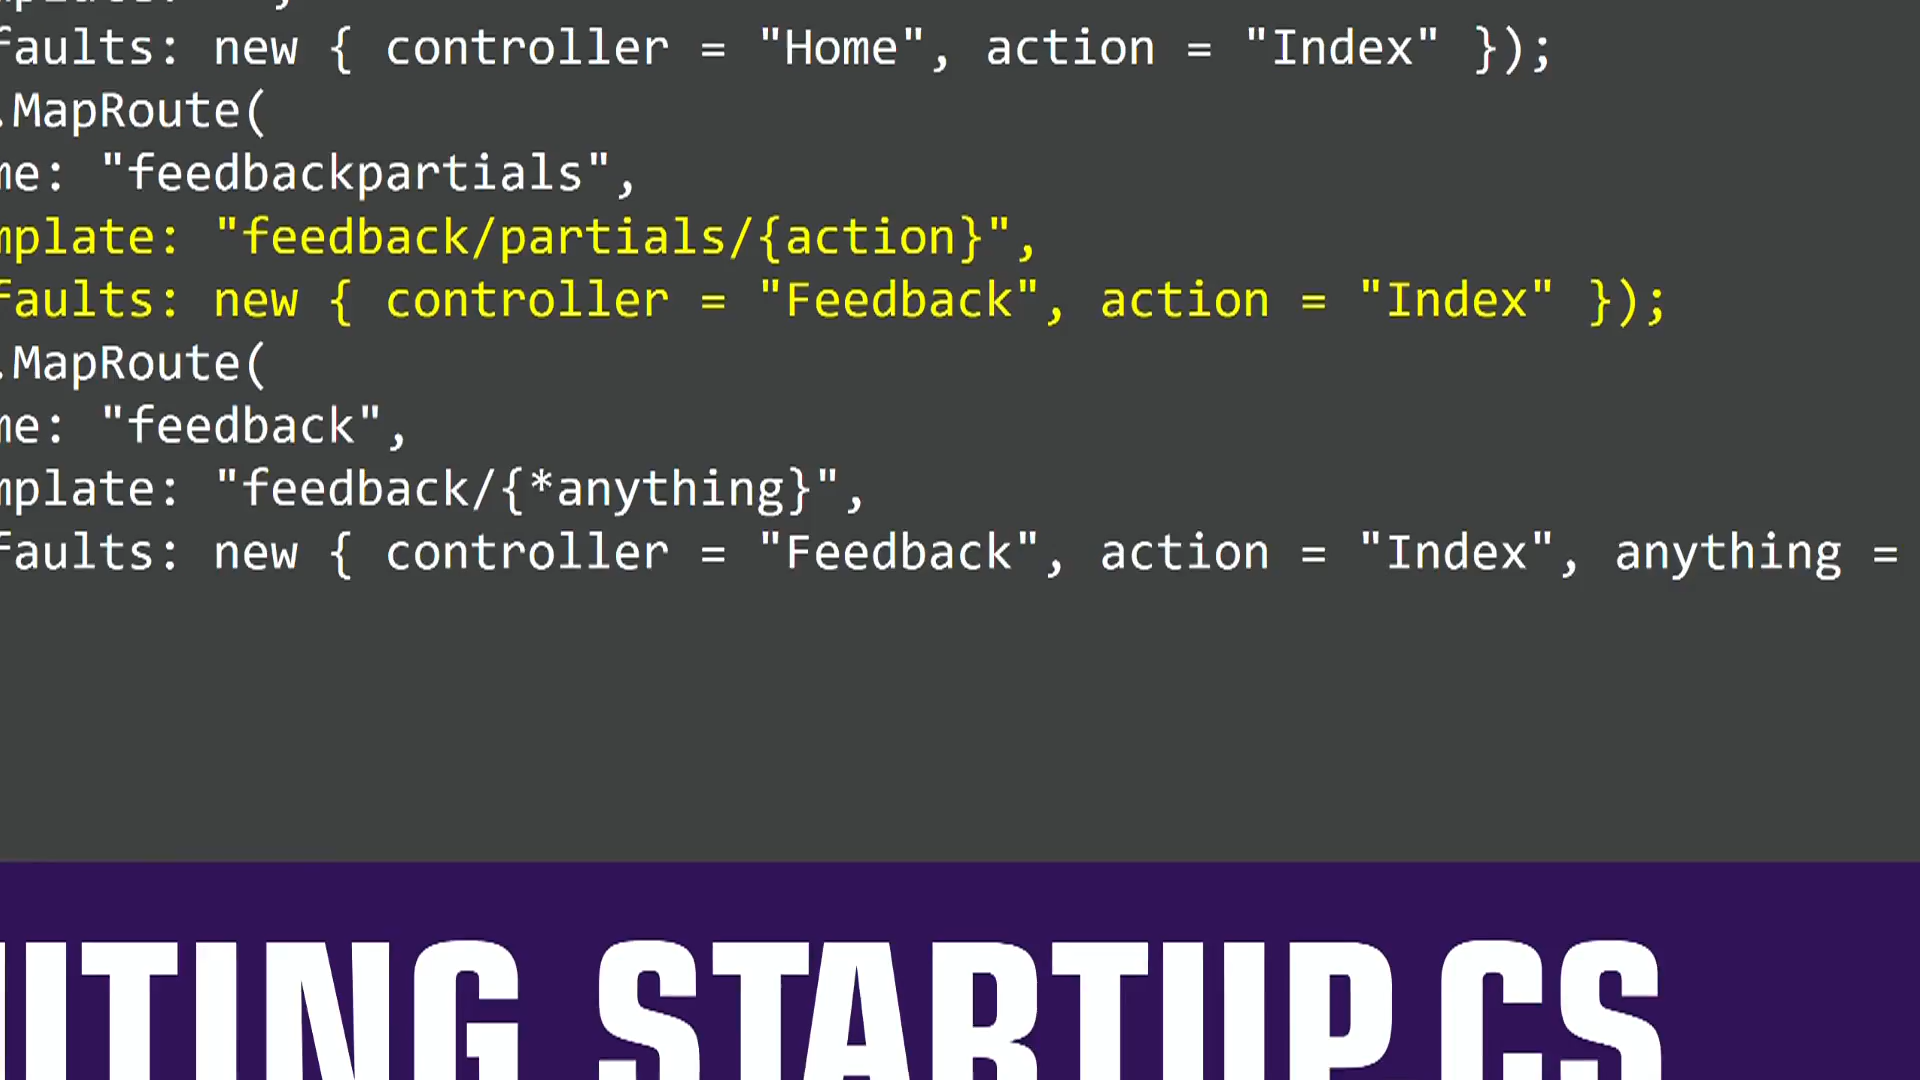 faults: new { controller = "Home", action = "Index" });
.MapRoute(
me: "feedbackpartials",
mplate: "feedback/partials/{action}",
faults: new { controller = "Feedback", action = "Index" });
.MapRoute(
me: "feedback",
mplate: "feedback/{*anything}",
faults: new { controller = "Feedback", action = "Index", anything =
UTING STARTUP.CS